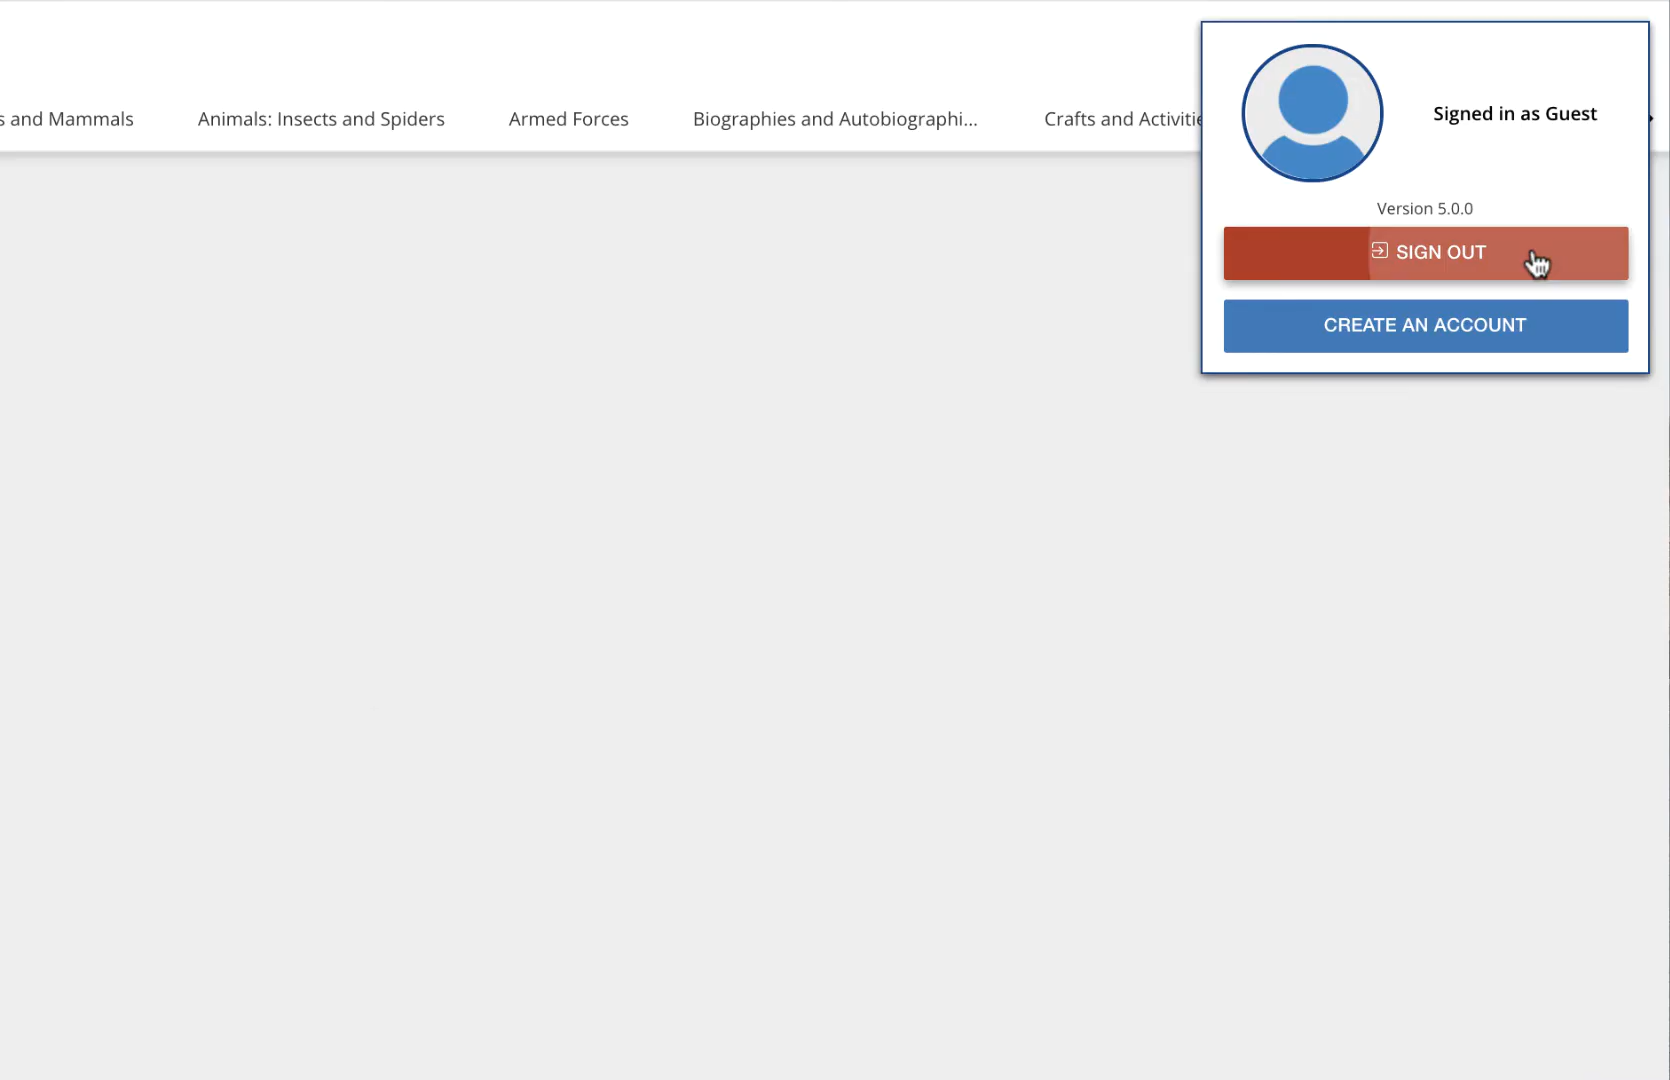 s and Mammals
Animals: Insects and Spiders
Armed Forces
Biographies and Autobiographi...
Crafts and Activitie
Signed in as Guest
Version 5.0.0
SIGN OUT
CREATE AN ACCOUNT